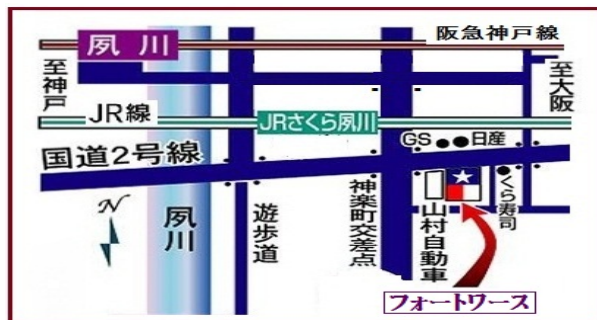 阪急神戸線
夙川
至神戸
至大阪
JR線
JRさくら夙川
GS
日産
国道2号線
くら寿司
N
夙川
遊歩道
神楽町交差点
山村自動車
フォートワース